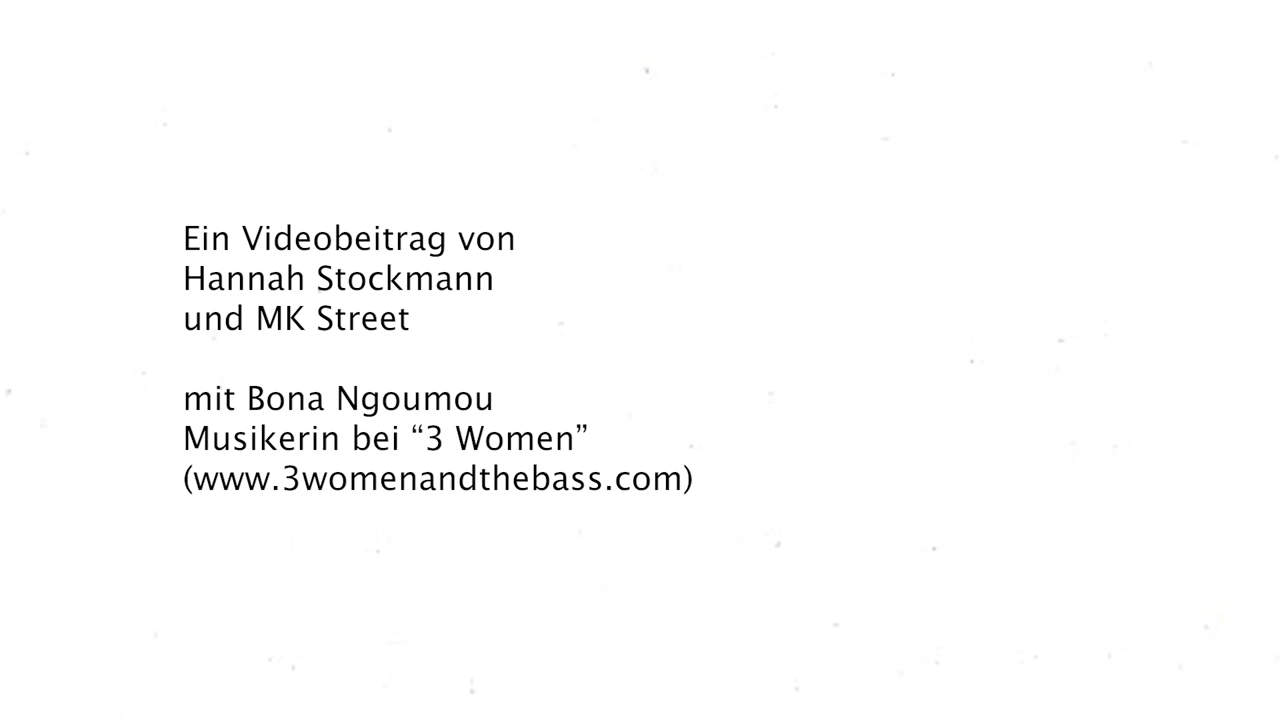 Ein Videobeitrag von
Hannah Stockmann
und MK Street
mit Bona Ngoumou
Musikerin bei “3 Women”
(www.3womenandthebass.com)